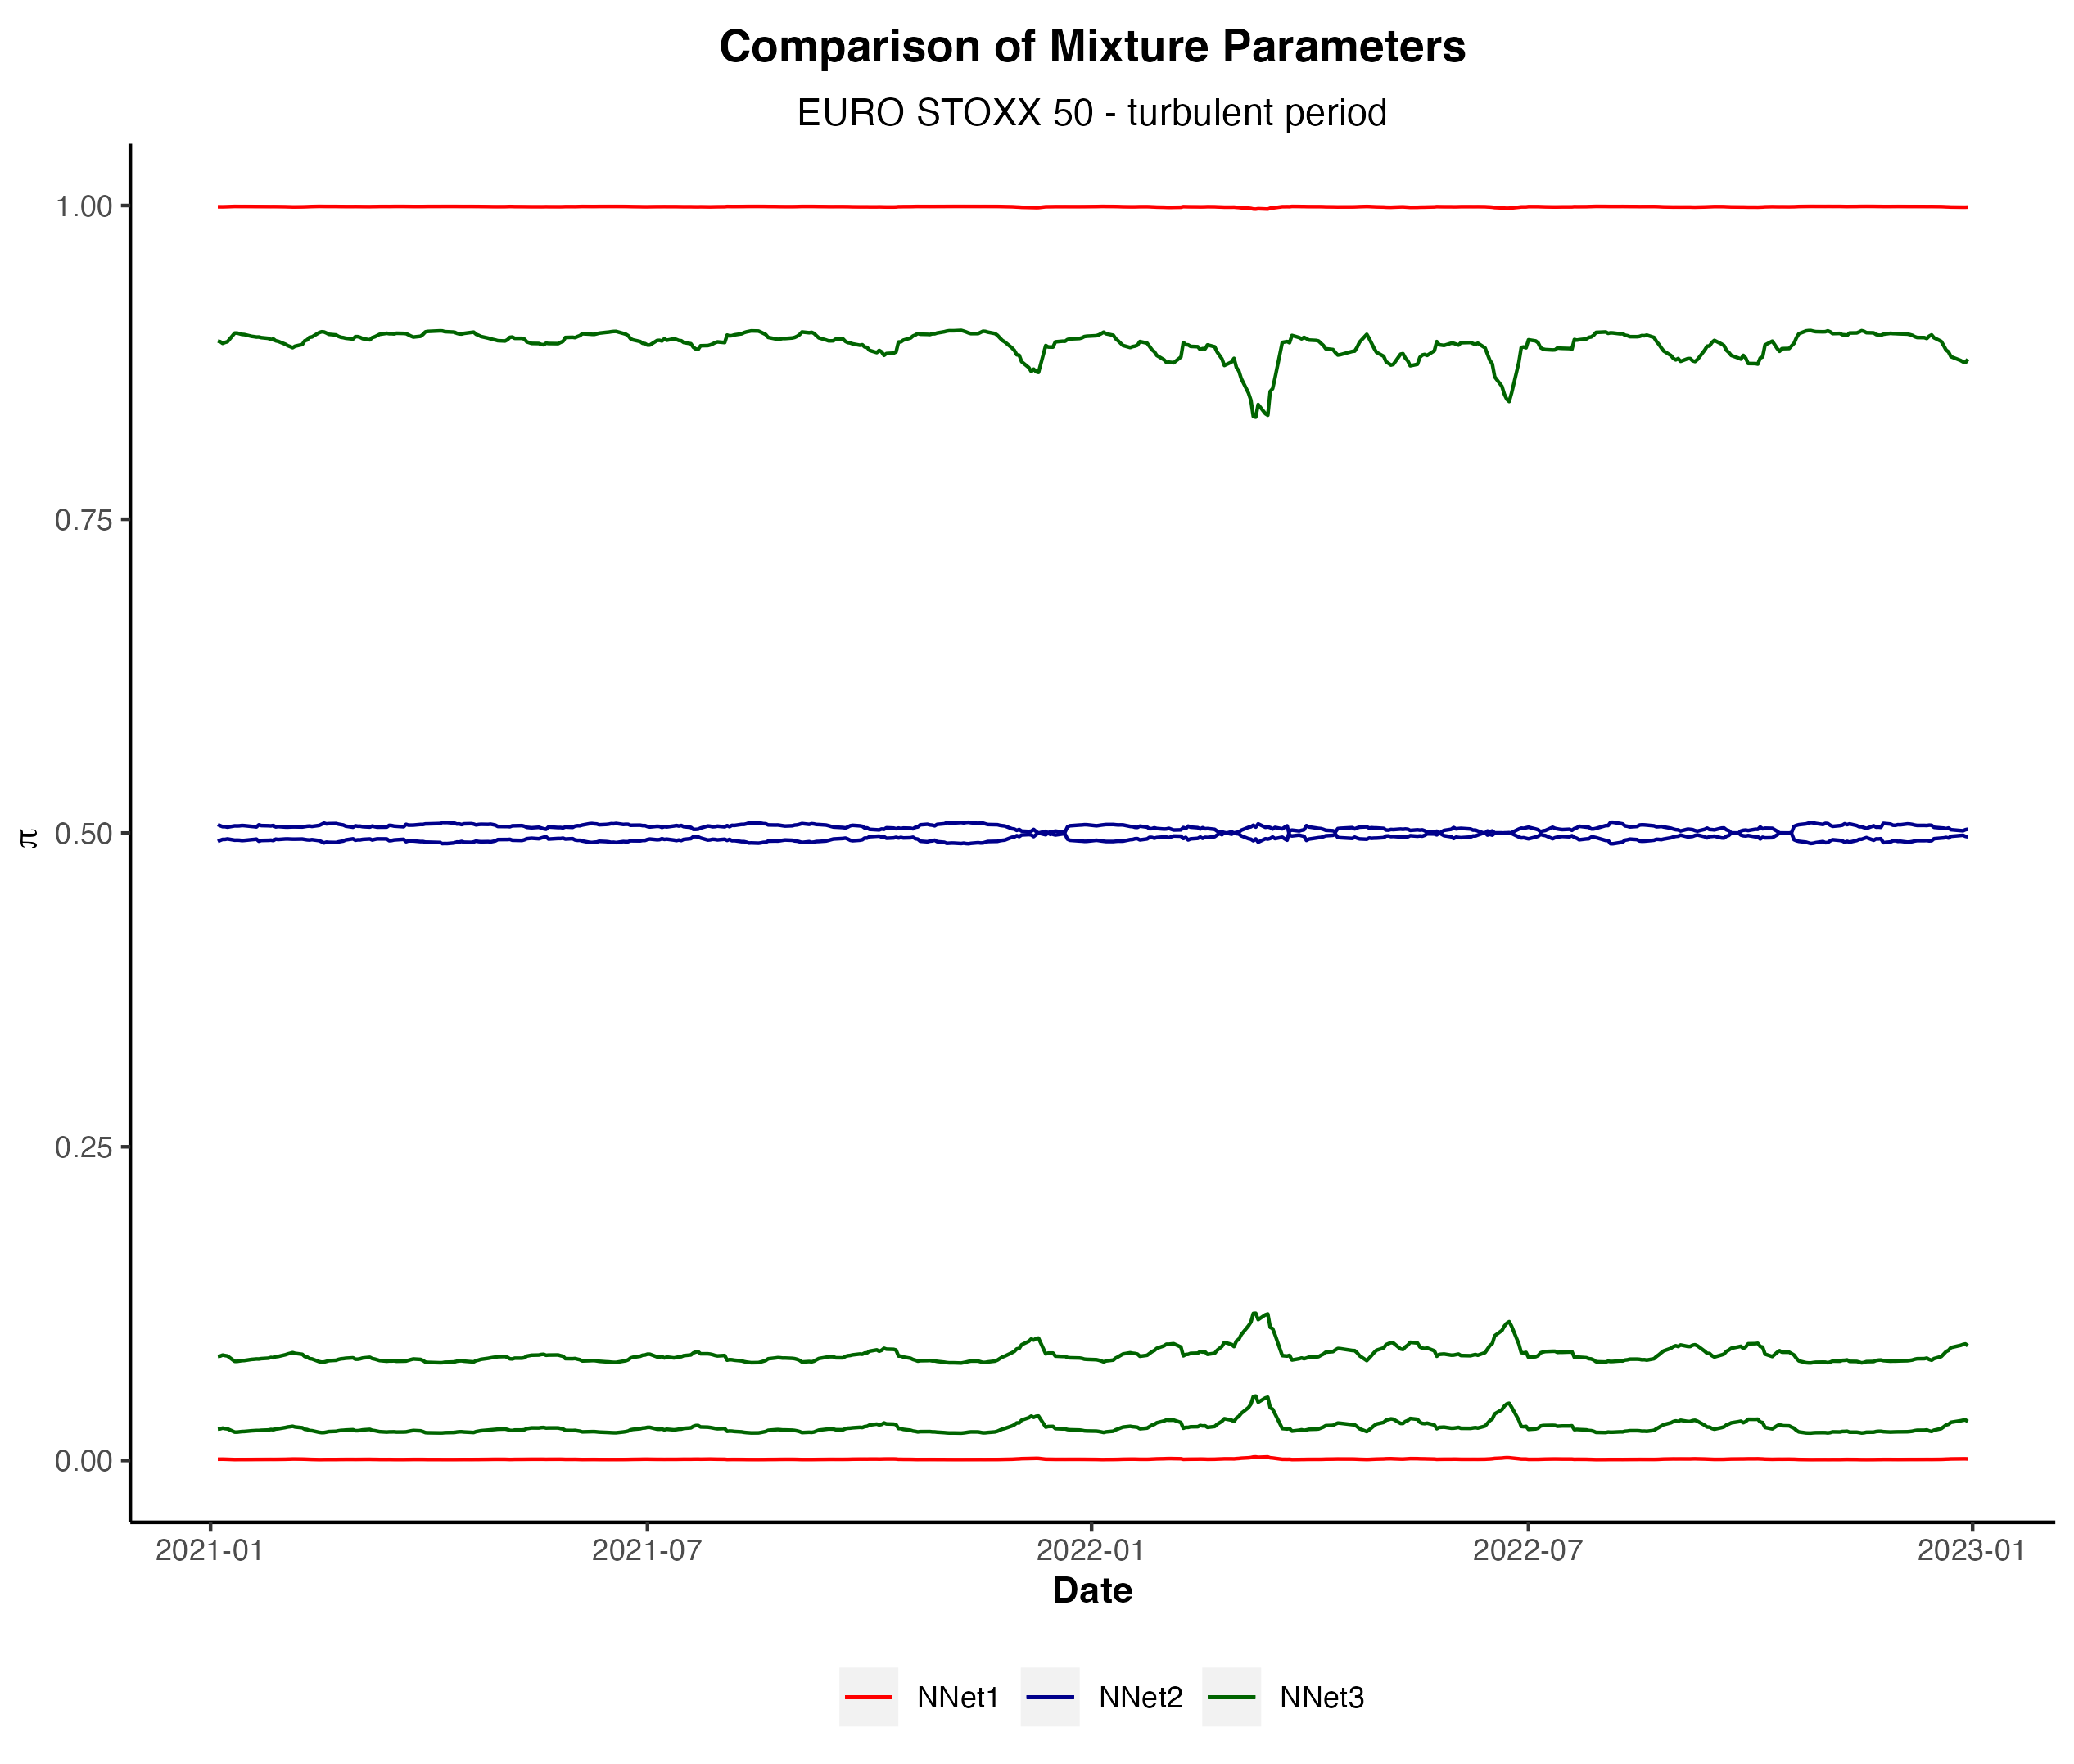 Comparison of Mixture Parameters
EURO STOXX 50 - turbulent period
1.00
0.75
0.50
0.25
0.00
π
2021-01 2021-07 2022-01 2022-07 2023-01
Date
NNet1 NNet2 NNet3